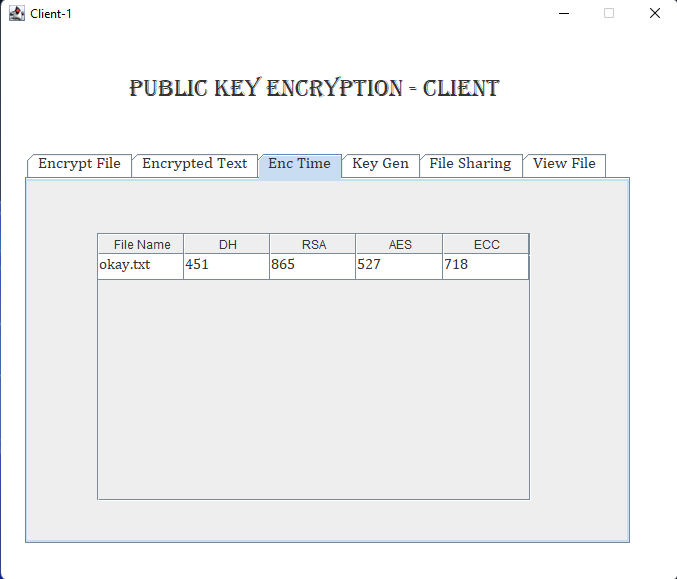 Client-1
PUBLIC KEY ENCRYPTION - CLIENT
Encrypt File Encrypted Text Enc Time Key Gen File Sharing View File
File Name DH RSA AES ECC
okay.txt 451 865 527 718